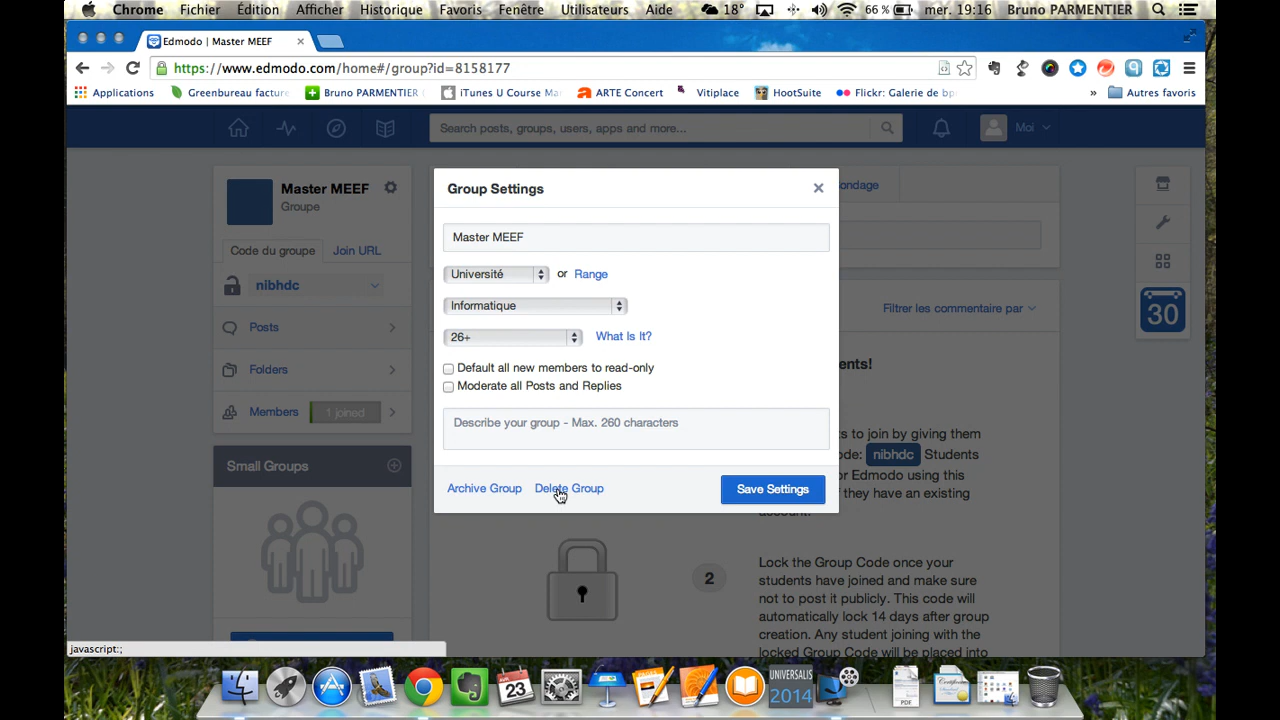 Chrome Fichier Édition Afficher Historique Favoris Fenêtre Utilisateurs Aide 18° 66 % mer. 19:16 Bruno PARMENTIER
Edmodo | Master MEEF
https://www.edmodo.com/home#/group?id=8158177
Applications Greenbureau facture Bruno PARMENTIER iTunes U Course Ma ARTE Concert Vitiplace HootSuite Flickr: Galerie de bp » Autres favoris
Search posts, groups, users, apps and more... Moi
Master MEEF
Groupe
Code du groupe Join URL
nibhdc
Posts
Folders
Members 1 joined
Small Groups
Group Settings
Master MEEF
Université or Range
Informatique
26+ What Is It?
Default all new members to read-only
Moderate all Posts and Replies
Describe your group - Max. 260 characters
Archive Group Delete Group Save Settings
ondage
Filtrer les commentaire par
30
ents!
s to join by giving them
ode: nibhdc Students
or Edmodo using this
f they have an existing
account.
2
Lock the Group Code once your
students have joined and make sure
not to post it publicly. This code will
automatically lock 14 days after group
creation. Any student joining with the
locked Group Code will be placed into
javascript:;
23
UNIVERSALIS
2014
PDF